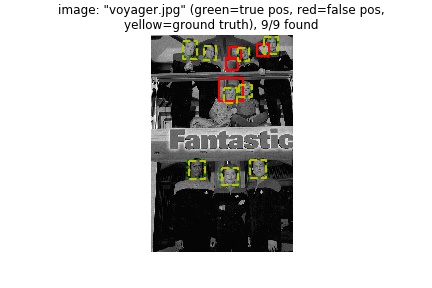 image: "voyager.jpg" (green=true pos, red=false pos,
yellow=ground truth), 9/9 found
Fantastic